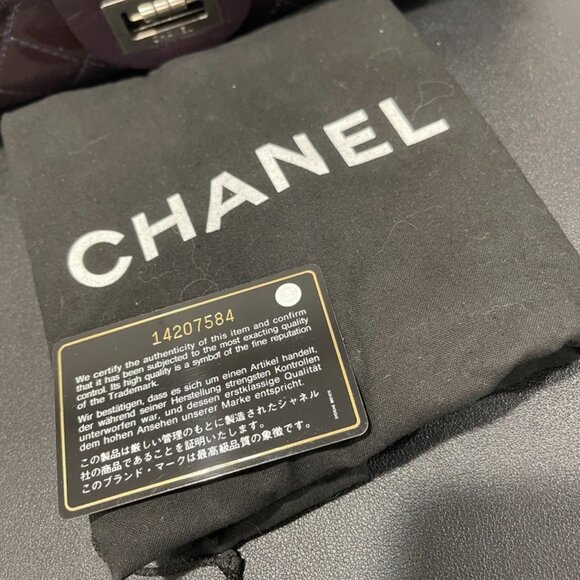 CHANEL
14207584
We certify the authenticity of this item and confirm
that it has been subjected to the most exacting quality
control. Its high quality is a symbol of the fine reputation
of the Trademark.
Wir bestätigen, dass es sich um einen Artikel handelt,
der während seiner Herstellung strengsten Kontrollen
unterworfen war, und dessen erstklassige Qualität
dem hohen Ansehen unserer Marke entspricht.
この製品は厳しい管理のもとに製造されたジャネル
社の商品であることを証明いたします。
このブランド・マークは最高級品質の象徴です。